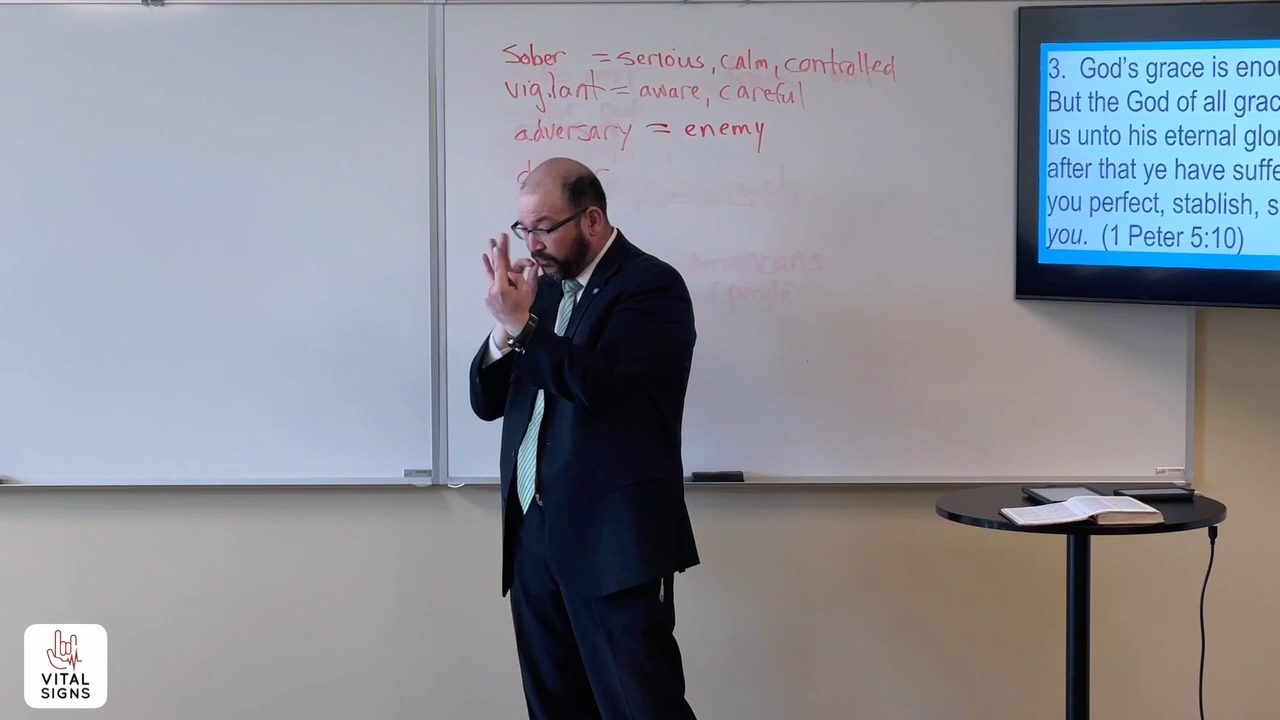 Sober = serious, calm, controlled
vigilant = aware, careful
adversary = enemy
Americans
(people)
3. God's grace is enou
But the God of all grac
us unto his eternal glor
after that ye have suffe
you perfect, stablish, s
you. (1 Peter 5:10)
VITAL
SIGNS